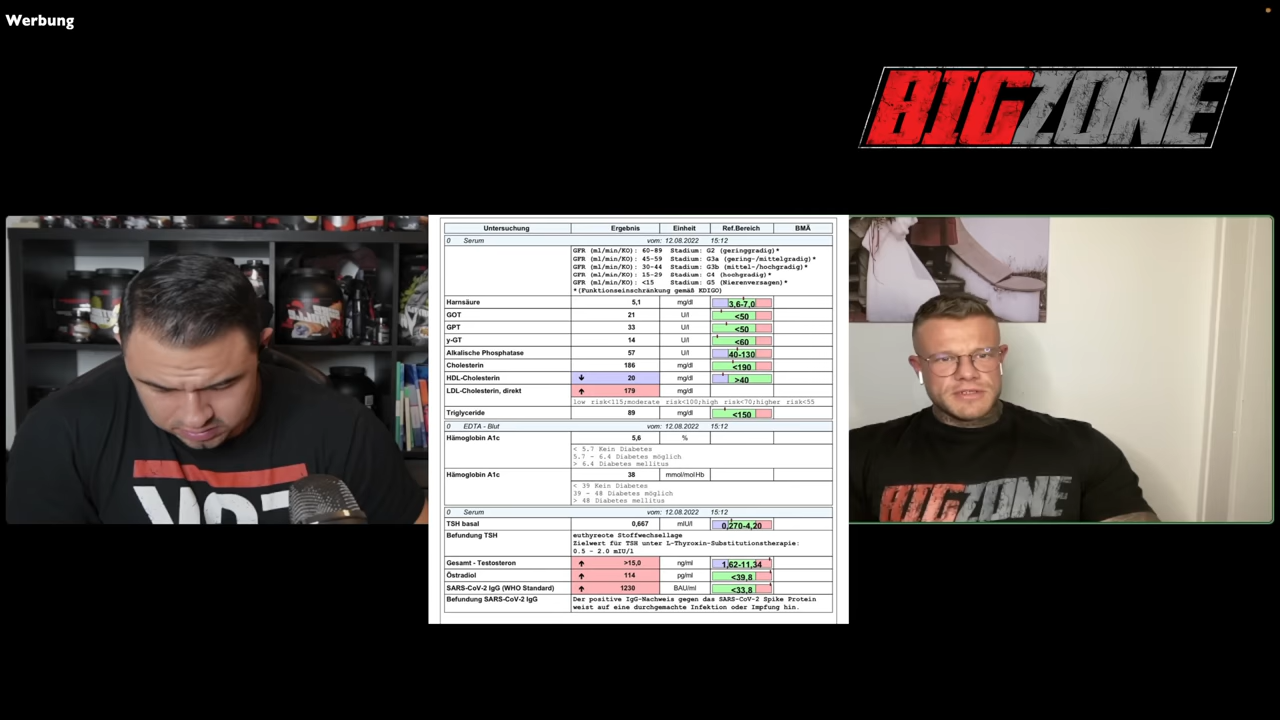 Werbung
BIGZONE
Untersuchung Ergebnis Einheit Ref.Bereich BMÄ
0 Serum vom: 12.08.2022 15:12
GFR (ml/min/KO): 60-89 Stadium: G2 (geringgradig)*
GFR (ml/min/KO): 45-59 Stadium: G3a (gering-/mittelgradig)*
GFR (ml/min/KO): 30-44 Stadium: G3b (mittel-/hochgradig)*
GFR (ml/min/KO): 15-29 Stadium: G4 (hochgradig)*
GFR (ml/min/KO): <15 Stadium: G5 (Nierenversagen)*
*(Funktionseinschränkung gemäß KDIGO)
Harnsäure 5,1 mg/dl 3,6-7,0
GOT 21 U/l <50
GPT 33 U/l <50
y-GT 14 U/l <60
Alkalische Phosphatase 57 U/l 40-130
Cholesterin 186 mg/dl <190
HDL-Cholesterin ↓ 20 mg/dl >40
LDL-Cholesterin, direkt ↑ 179 mg/dl
low risk<115;moderate risk<100;high risk<70;higher risk<55
Triglyceride 89 mg/dl <150
0 EDTA - Blut vom: 12.08.2022 15:12
Hämoglobin A1c 5,6 %
< 5.7 Kein Diabetes
5.7 - 6.4 Diabetes möglich
> 6.4 Diabetes mellitus
Hämoglobin A1c 38 mmol/molHb
< 39 Kein Diabetes
39 - 48 Diabetes möglich
> 48 Diabetes mellitus
0 Serum vom: 12.08.2022 15:12
TSH basal 0,667 mIU/l 0,270-4,20
Befundung TSH euthyreote Stoffwechsellage
Zielwert für TSH unter L-Thyroxin-Substitutionstherapie:
0.5 - 2.0 mIU/l
Gesamt - Testosteron ↑ >15,0 ng/ml 1,62-11,34
Östradiol ↑ 114 pg/ml <39,8
SARS-CoV-2 IgG (WHO Standard) ↑ 1230 BAU/ml <33,8
Befundung SARS-CoV-2 IgG Der positive IgG-Nachweis gegen das SARS-CoV-2 Spike Protein
weist auf eine durchgemachte Infektion oder Impfung hin.
BIGZONE